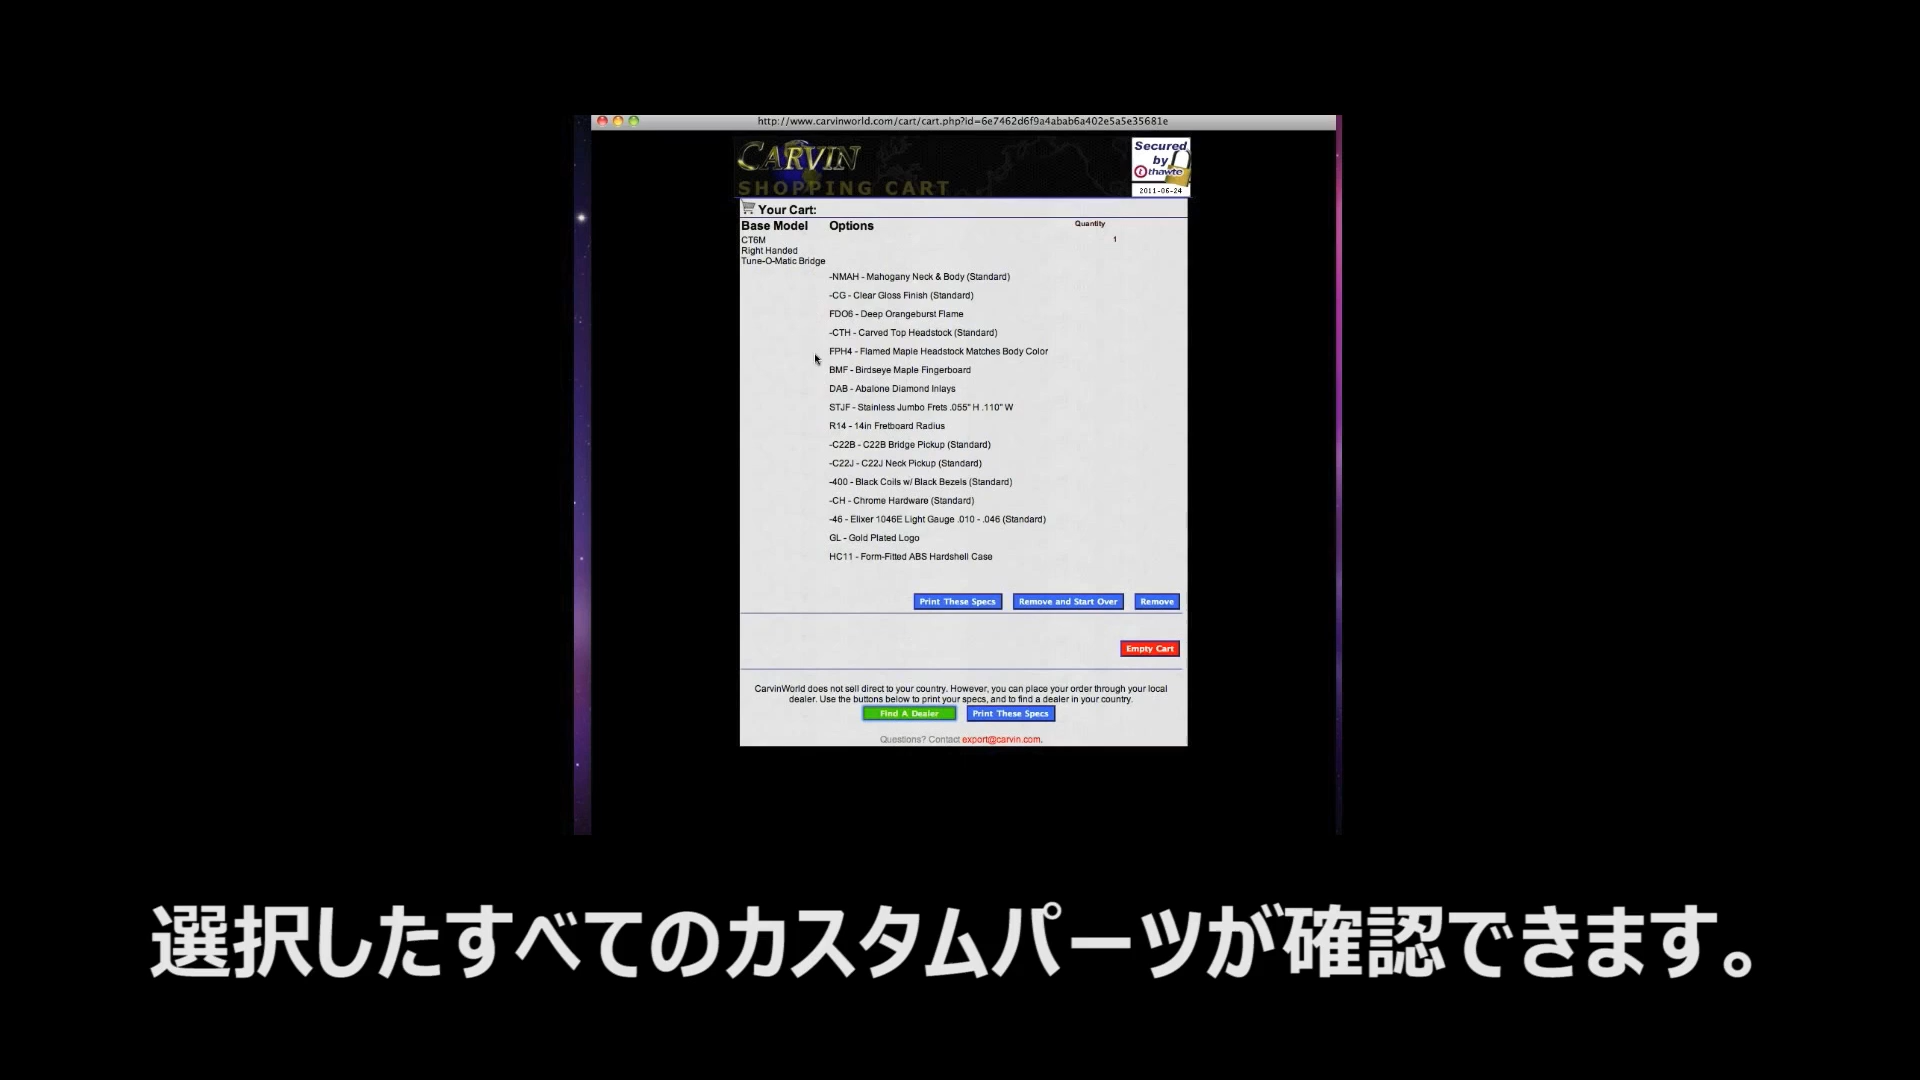 http://www.carvinworld.com/cart/cart.php?id=6e7462d6f9a4abab6a402e5a5e35681e
CARVIN
SHOPPING CART
Secured
by
thawte
2011-06-24
Your Cart:
Base Model Options Quantity
CT6M 1
Right Handed
Tune-O-Matic Bridge
-NMAH - Mahogany Neck & Body (Standard)
-CG - Clear Gloss Finish (Standard)
FDO6 - Deep Orangeburst Flame
-CTH - Carved Top Headstock (Standard)
FPH4 - Flamed Maple Headstock Matches Body Color
BMF - Birdseye Maple Fingerboard
DAB - Abalone Diamond Inlays
STJF - Stainless Jumbo Frets .055" H .110" W
R14 - 14in Fretboard Radius
-C22B - C22B Bridge Pickup (Standard)
-C22J - C22J Neck Pickup (Standard)
-400 - Black Coils w/ Black Bezels (Standard)
-CH - Chrome Hardware (Standard)
-46 - Elixer 1046E Light Gauge .010 - .046 (Standard)
GL - Gold Plated Logo
HC11 - Form-Fitted ABS Hardshell Case
Print These Specs Remove and Start Over Remove
Empty Cart
CarvinWorld does not sell direct to your country. However, you can place your order through your local
dealer. Use the buttons below to print your specs, and to find a dealer in your country.
Find A Dealer Print These Specs
Questions? Contact export@carvin.com.
選択したすべてのカスタムパーツが確認できます。